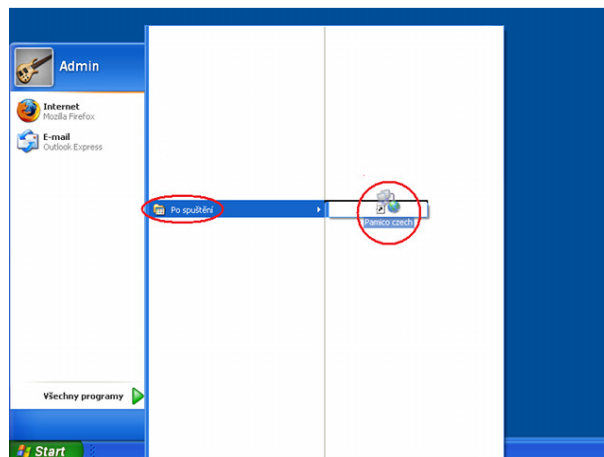 Admin
Internet
Mozilla Firefox
E-mail
Outlook Express
Po spuštění
Pamico czech
Všechny programy
Start